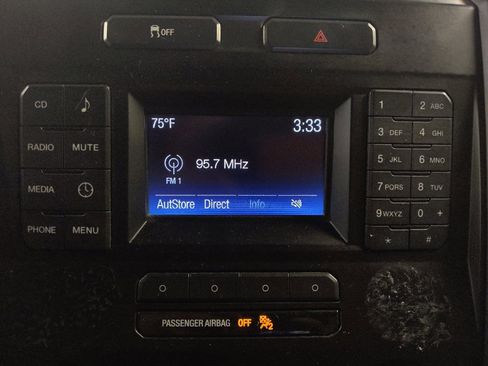 OFF
75°F 3:33
95.7 MHz
FM 1
AutStore Direct Info
CD
RADIO MUTE
MEDIA
PHONE MENU
1 2 ABC
3 DEF 4 GHI
5 JKL 6 MNO
7 PQRS 8 TUV
9 WXYZ 0 +
* #
PASSENGER AIRBAG OFF 2